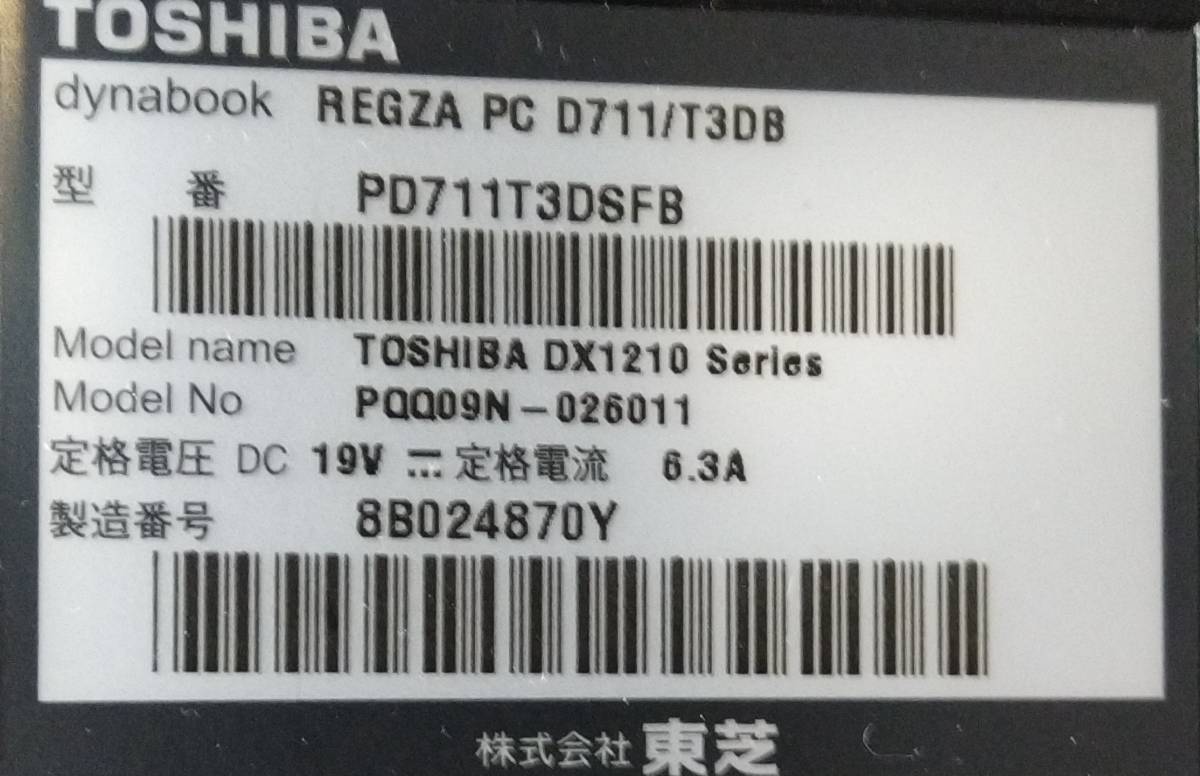 TOSHIBA
dynabook REGZA PC D711/T3DB
型 番 PD711T3DSFB
Model name TOSHIBA DX1210 Series
Model No PQQ09N-026011
定格電圧 DC 19V ⎓ 定格電流 6.3A
製造番号 8B024870Y
株式会社 東芝